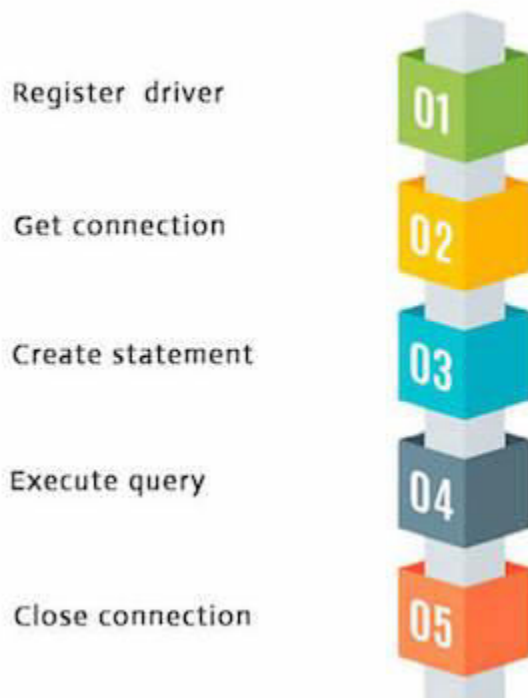 Register driver
01
Get connection
02
Create statement
03
Execute query
04
Close connection
05